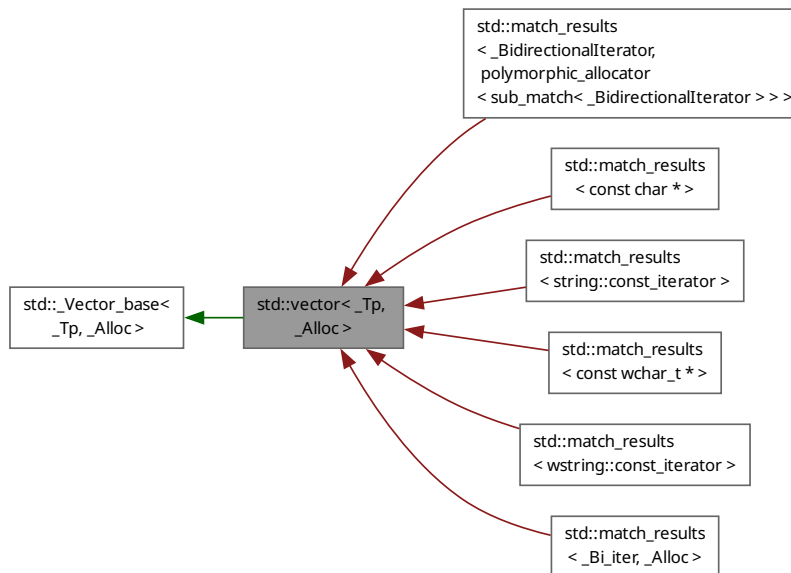 std::match_results
< _BidirectionalIterator,
polymorphic_allocator
< sub_match< _BidirectionalIterator > > >
std::match_results
< const char * >
std::match_results
< string::const_iterator >
std::_Vector_base<
_Tp, _Alloc >
std::vector< _Tp,
_Alloc >
std::match_results
< const wchar_t * >
std::match_results
< wstring::const_iterator >
std::match_results
< _Bi_iter, _Alloc >